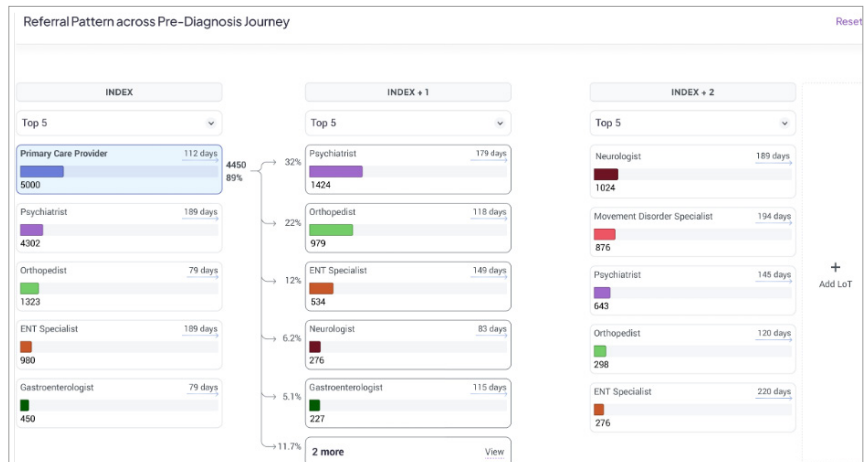 Referral Pattern across Pre-Diagnosis Journey
Reset
INDEX
Top 5
Primary Care Provider 112 days
5000
Psychiatrist 189 days
4302
Orthopedist 79 days
1323
ENT Specialist 189 days
980
Gastroenterologist 79 days
450
4450
89%
32%
22%
12%
6.2%
5.1%
11.7%
INDEX + 1
Top 5
Psychiatrist 179 days
1424
Orthopedist 118 days
979
ENT Specialist 149 days
534
Neurologist 83 days
276
Gastroenterologist 115 days
227
2 more View
INDEX + 2
Top 5
Neurologist 189 days
1024
Movement Disorder Specialist 194 days
876
Psychiatrist 145 days
643
Orthopedist 120 days
298
ENT Specialist 220 days
276
+
Add LoT